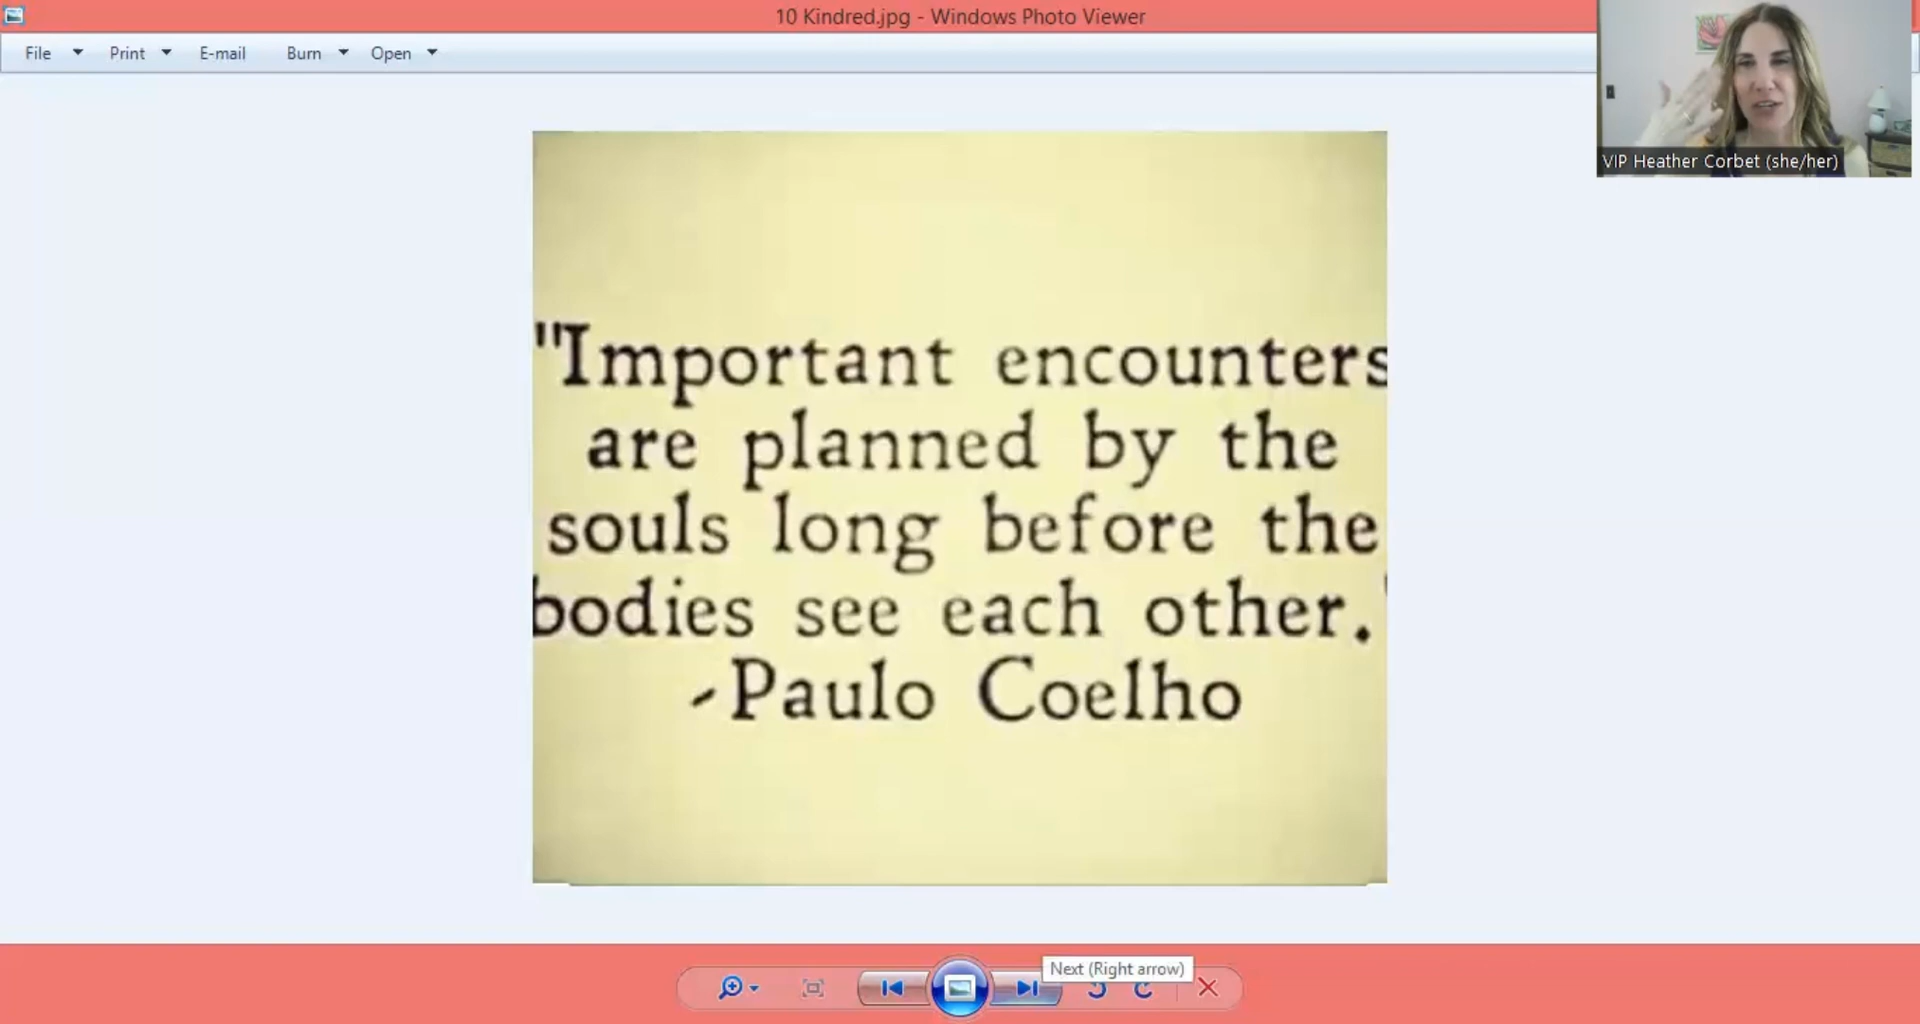 10 Kindred.jpg - Windows Photo Viewer
File Print E-mail Burn Open
VIP Heather Corbet (she/her)
"Important encounters
are planned by the
souls long before the
bodies see each other."
-Paulo Coelho
Next (Right arrow)